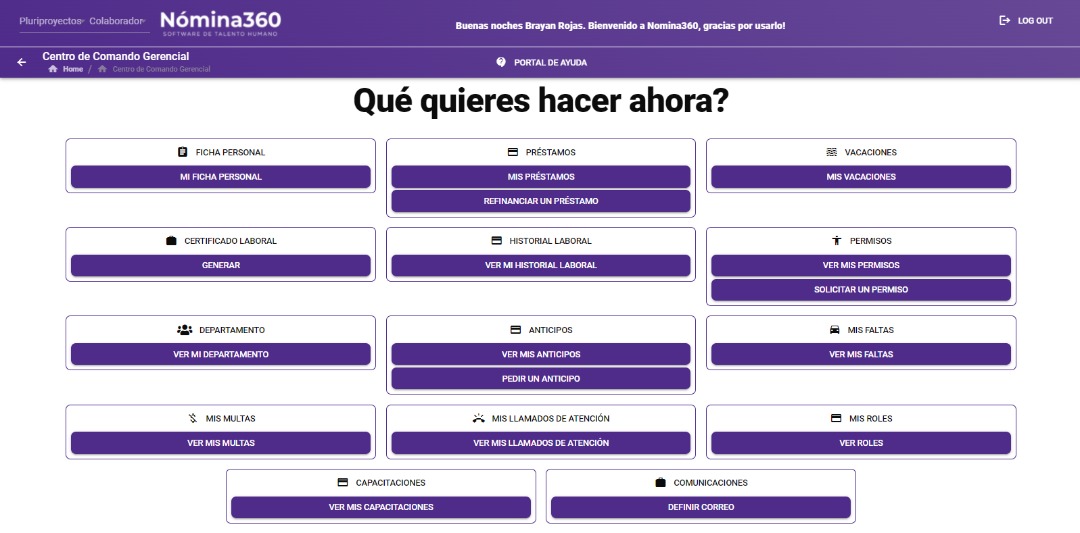 Pluriproyectos Colaborador
Nómina360
SOFTWARE DE TALENTO HUMANO
Buenas noches Brayan Rojas. Bienvenido a Nomina360, gracias por usarlo!
LOG OUT
Centro de Comando Gerencial
Home / Centro de Comando Gerencial
PORTAL DE AYUDA
Qué quieres hacer ahora?
FICHA PERSONAL
MI FICHA PERSONAL
PRÉSTAMOS
MIS PRÉSTAMOS
REFINANCIAR UN PRÉSTAMO
VACACIONES
MIS VACACIONES
CERTIFICADO LABORAL
GENERAR
HISTORIAL LABORAL
VER MI HISTORIAL LABORAL
PERMISOS
VER MIS PERMISOS
SOLICITAR UN PERMISO
DEPARTAMENTO
VER MI DEPARTAMENTO
ANTICIPOS
VER MIS ANTICIPOS
PEDIR UN ANTICIPO
MIS FALTAS
VER MIS FALTAS
MIS MULTAS
VER MIS MULTAS
MIS LLAMADOS DE ATENCIÓN
VER MIS LLAMADOS DE ATENCIÓN
MIS ROLES
VER ROLES
CAPACITACIONES
VER MIS CAPACITACIONES
COMUNICACIONES
DEFINIR CORREO